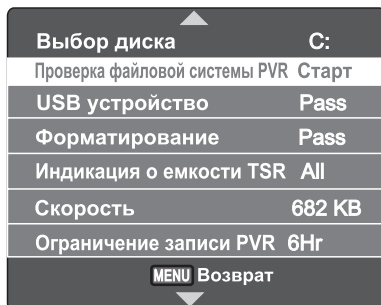 Выбор диска C:
Проверка файловой системы PVR Старт
USB устройство Pass
Форматирование Pass
Индикация о емкости TSR All
Скорость 682 KB
Ограничение записи PVR 6Hr
MENU Возврат